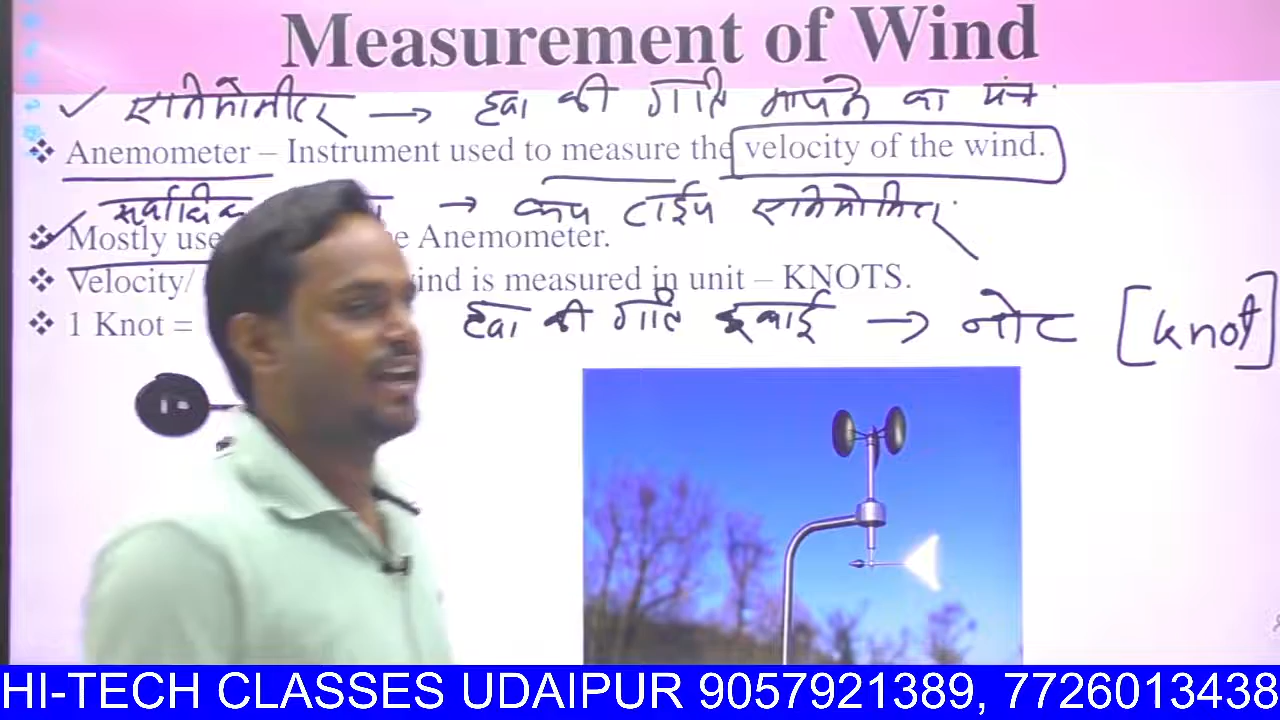 Measurement of Wind
एनिमोमीटर → हवा की गति मापने का यंत्र
❖ Anemometer – Instrument used to measure the velocity of the wind.
सर्वाधिक → कप टाईप एनिमोमिटर
❖ Mostly use Anemometer.
❖ Velocity/ wind is measured in unit – KNOTS.
❖ 1 Knot =
हवा की गति इकाई → नोट [knot]
HI-TECH CLASSES UDAIPUR 9057921389, 7726013438